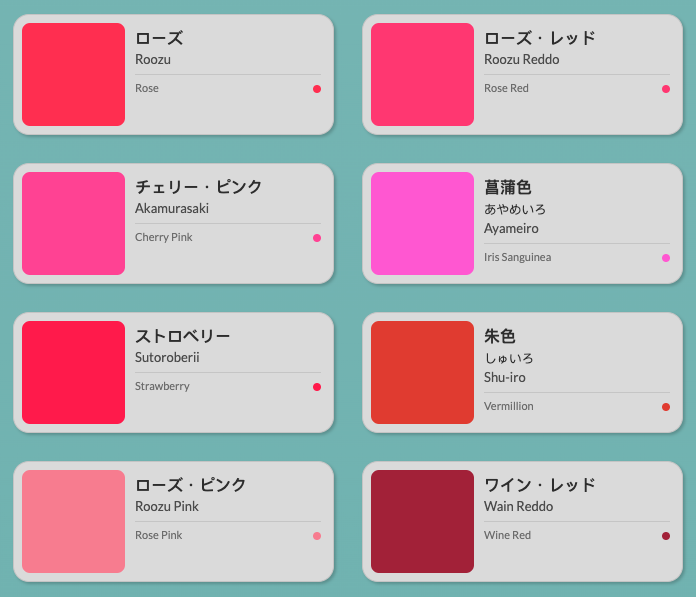 ローズ
Roozu
Rose
ローズ・レッド
Roozu Reddo
Rose Red
チェリー・ピンク
Akamurasaki
Cherry Pink
菖蒲色
あやめいろ
Ayameiro
Iris Sanguinea
ストロベリー
Sutoroberii
Strawberry
朱色
しゅいろ
Shu-iro
Vermillion
ローズ・ピンク
Roozu Pink
Rose Pink
ワイン・レッド
Wain Reddo
Wine Red